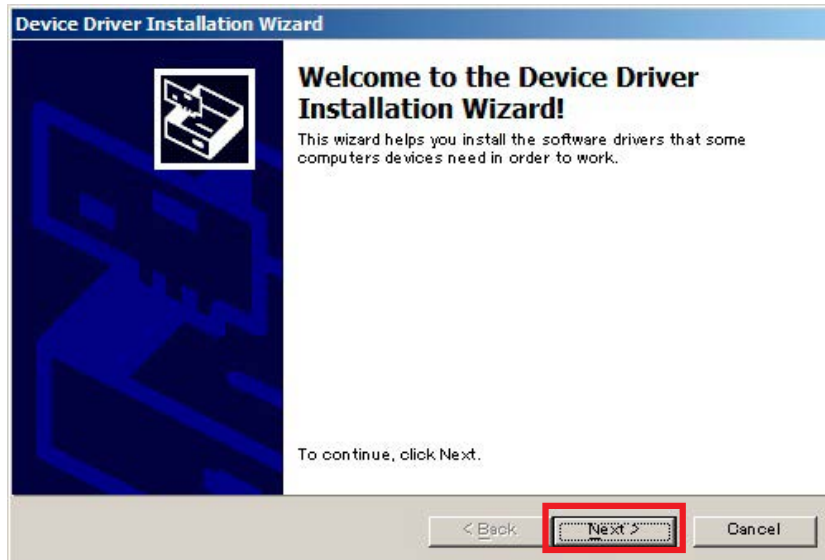 Device Driver Installation Wizard
Welcome to the Device Driver
Installation Wizard!
This wizard helps you install the software drivers that some
computers devices need in order to work.
To continue, click Next.
< Back
Next >
Cancel